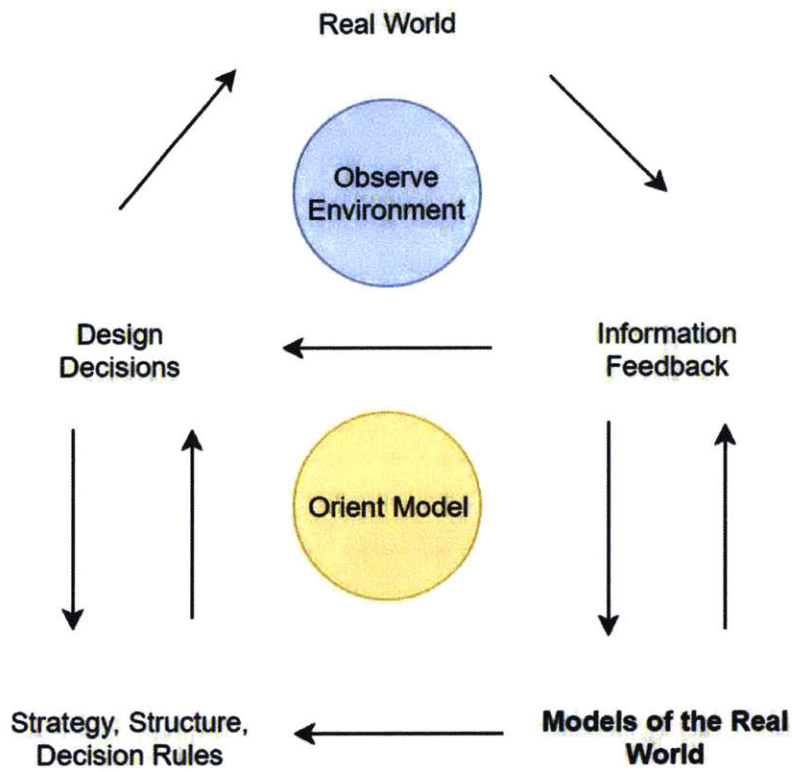 Real World
Observe
Environment
Design
Decisions
Information
Feedback
Orient Model
Strategy, Structure,
Decision Rules
Models of the Real
World